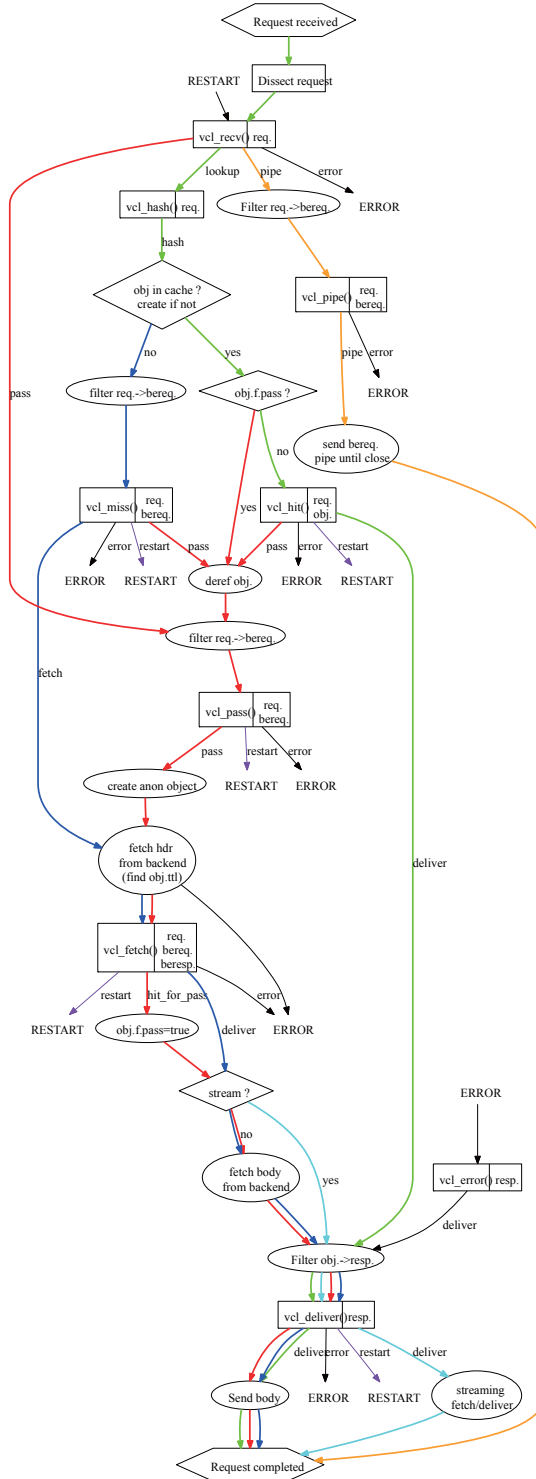 Request received
Dissect request
RESTART
vcl_recv() req.
lookup
pipe
error
vcl_hash() req.
Filter req.->bereq.
ERROR
hash
obj in cache ?
create if not
vcl_pipe()
req.
bereq.
no
yes
pipe
error
pass
filter req.->bereq.
obj.f.pass ?
ERROR
send bereq.
pipe until close
no
vcl_miss()
req.
bereq.
yes
vcl_hit()
req.
obj.
error
restart
pass
pass
error
restart
ERROR
RESTART
deref obj.
ERROR
RESTART
filter req.->bereq.
fetch
vcl_pass()
req.
bereq.
pass
restart
error
create anon object
RESTART
ERROR
fetch hdr
from backend
(find obj.ttl)
deliver
vcl_fetch()
req.
bereq.
beresp.
restart
hit_for_pass
error
RESTART
obj.f.pass=true
deliver
ERROR
stream ?
ERROR
no
fetch body
from backend
yes
vcl_error() resp.
deliver
Filter obj.->resp.
vcl_deliver()resp.
deliver
error
restart
deliver
Send body
ERROR
RESTART
streaming
fetch/deliver
Request completed